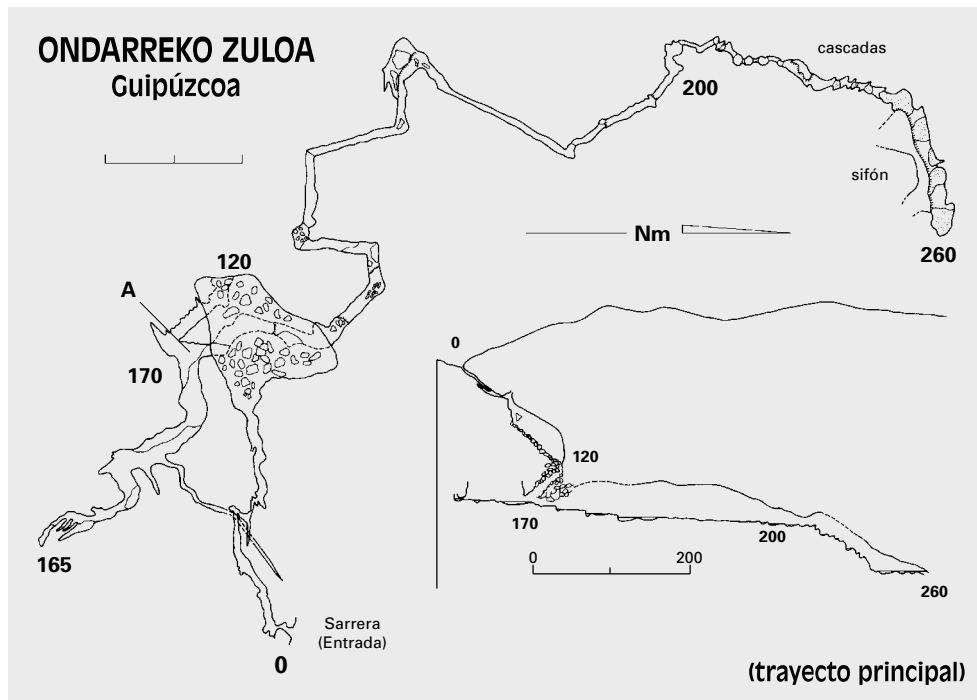 ONDARREKO ZULOA
Guipúzcoa
cascadas
200
sifón
Nm
260
120
A
170
165
Sarrera
(Entrada)
0
0
120
170
200
0
200
260
(trayecto principal)